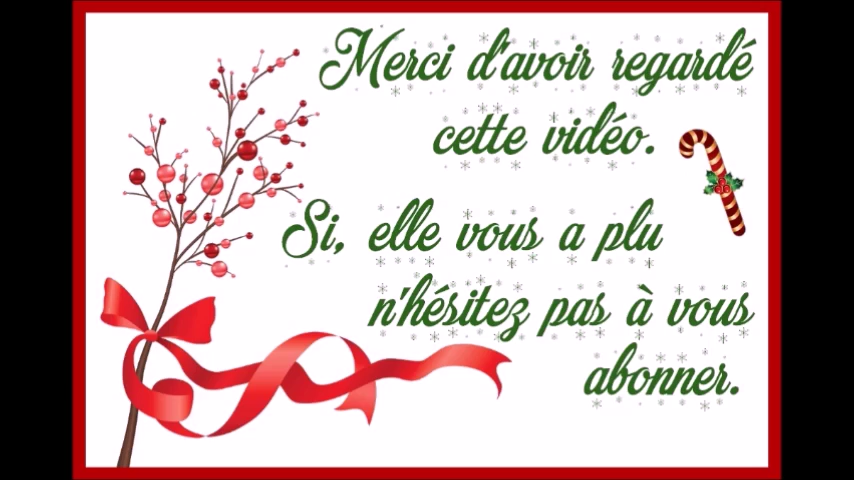 Merci d'avoir regardé
cette vidéo.
Si, elle vous a plu
n'hésitez pas à vous
abonner.